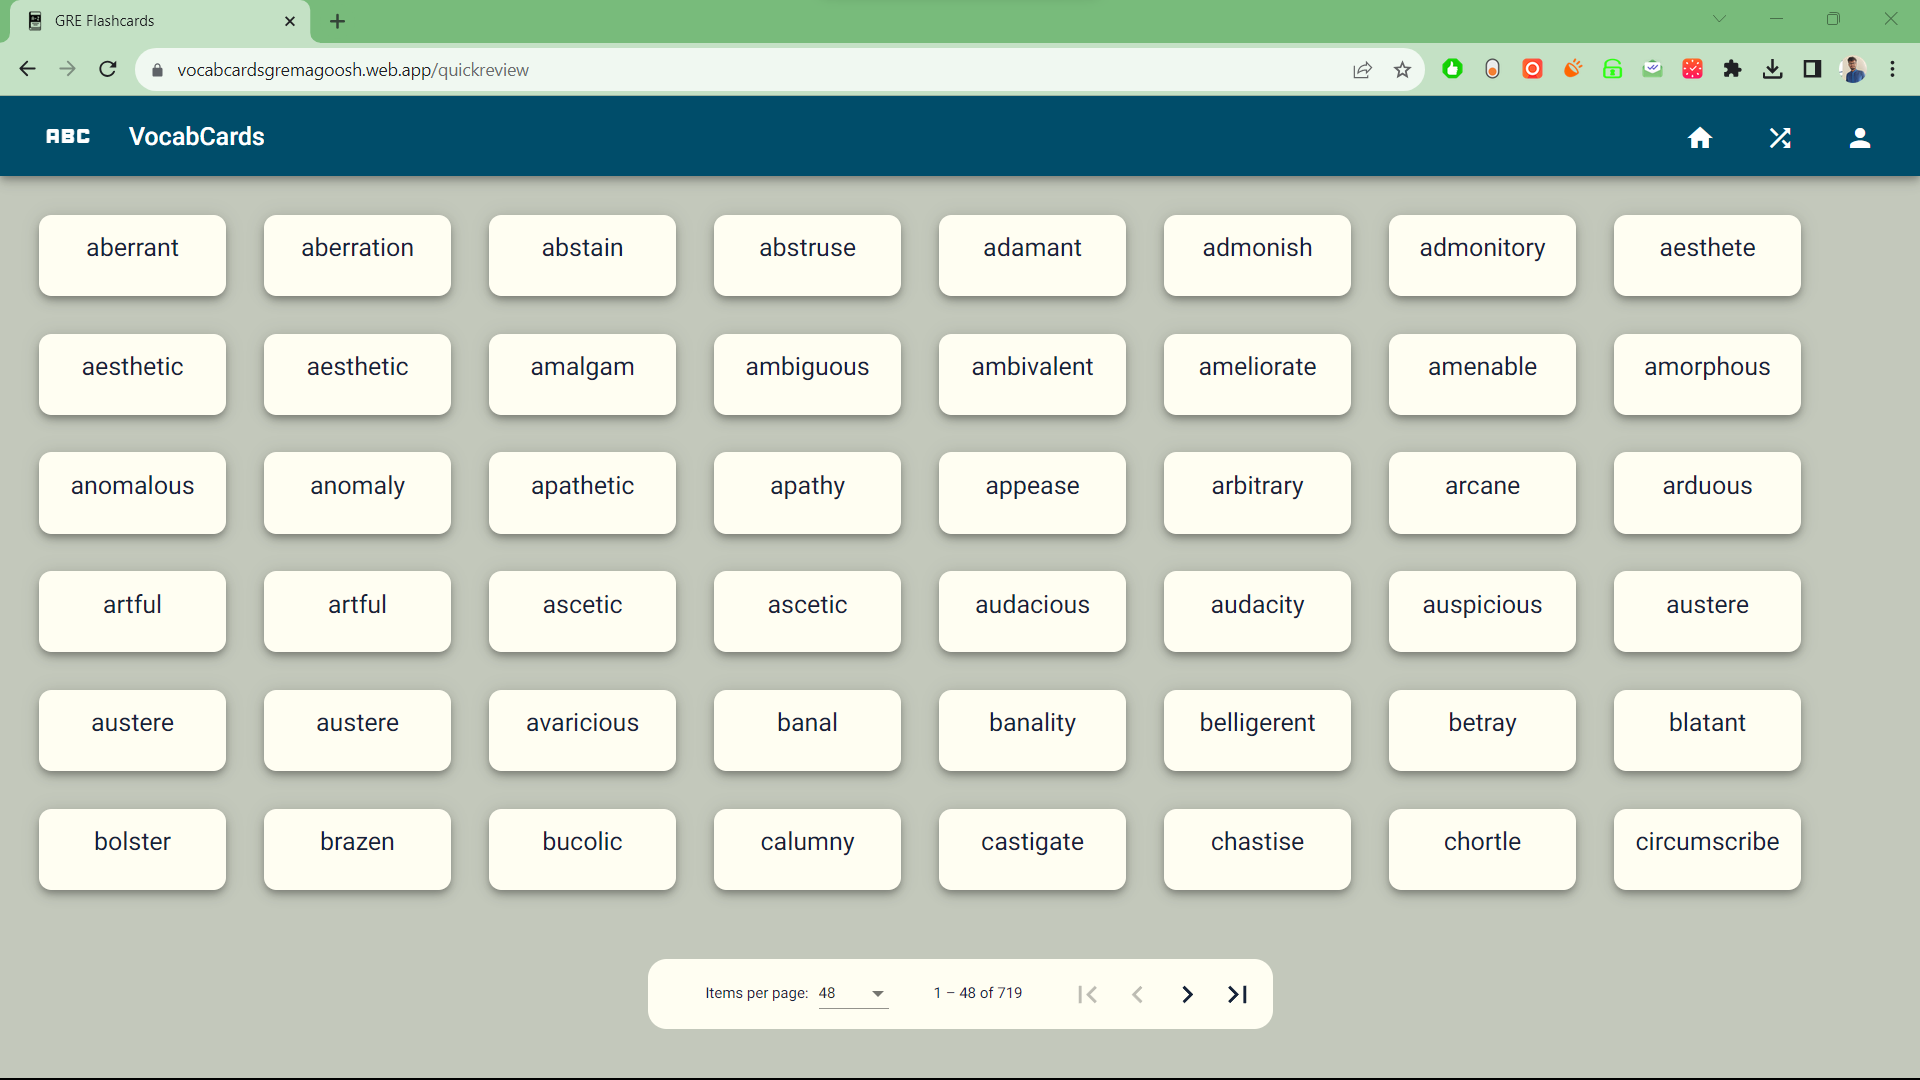 GRE Flashcards
vocabcardsgremagoosh.web.app/quickreview
ABC VocabCards
aberrant aberration abstain abstruse adamant admonish admonitory aesthete
aesthetic aesthetic amalgam ambiguous ambivalent ameliorate amenable amorphous
anomalous anomaly apathetic apathy appease arbitrary arcane arduous
artful artful ascetic ascetic audacious audacity auspicious austere
austere austere avaricious banal banality belligerent betray blatant
bolster brazen bucolic calumny castigate chastise chortle circumscribe
Items per page: 48 1 – 48 of 719